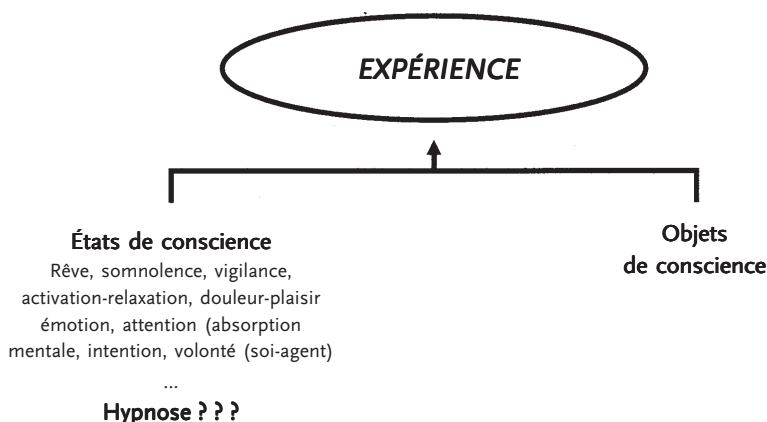 EXPÉRIENCE
États de conscience
Rêve, somnolence, vigilance,
activation-relaxation, douleur-plaisir
émotion, attention (absorption
mentale, intention, volonté (soi-agent)
...
Hypnose ? ? ?
Objets
de conscience